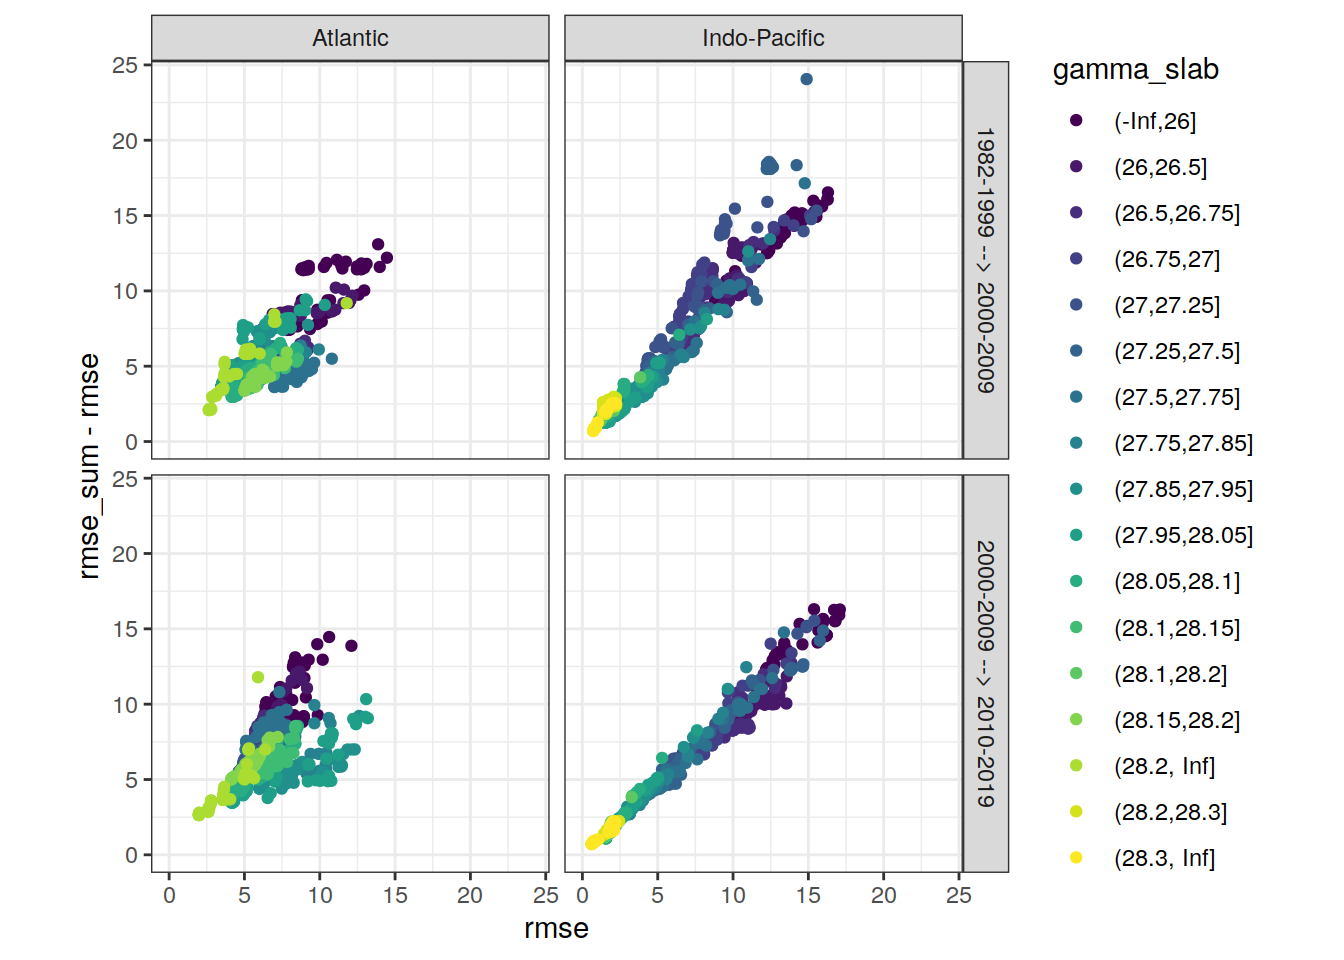 Atlantic
Indo-Pacific
25
20
15
10
5
0
1982-1999 --> 2000-2009
25
20
15
10
5
0
2000-2009 --> 2010-2019
0 5 10 15 20 25
0 5 10 15 20 25
rmse
rmse_sum - rmse
gamma_slab
(-Inf,26]
(26,26.5]
(26.5,26.75]
(26.75,27]
(27,27.25]
(27.25,27.5]
(27.5,27.75]
(27.75,27.85]
(27.85,27.95]
(27.95,28.05]
(28.05,28.1]
(28.1,28.15]
(28.1,28.2]
(28.15,28.2]
(28.2, Inf]
(28.2,28.3]
(28.3, Inf]